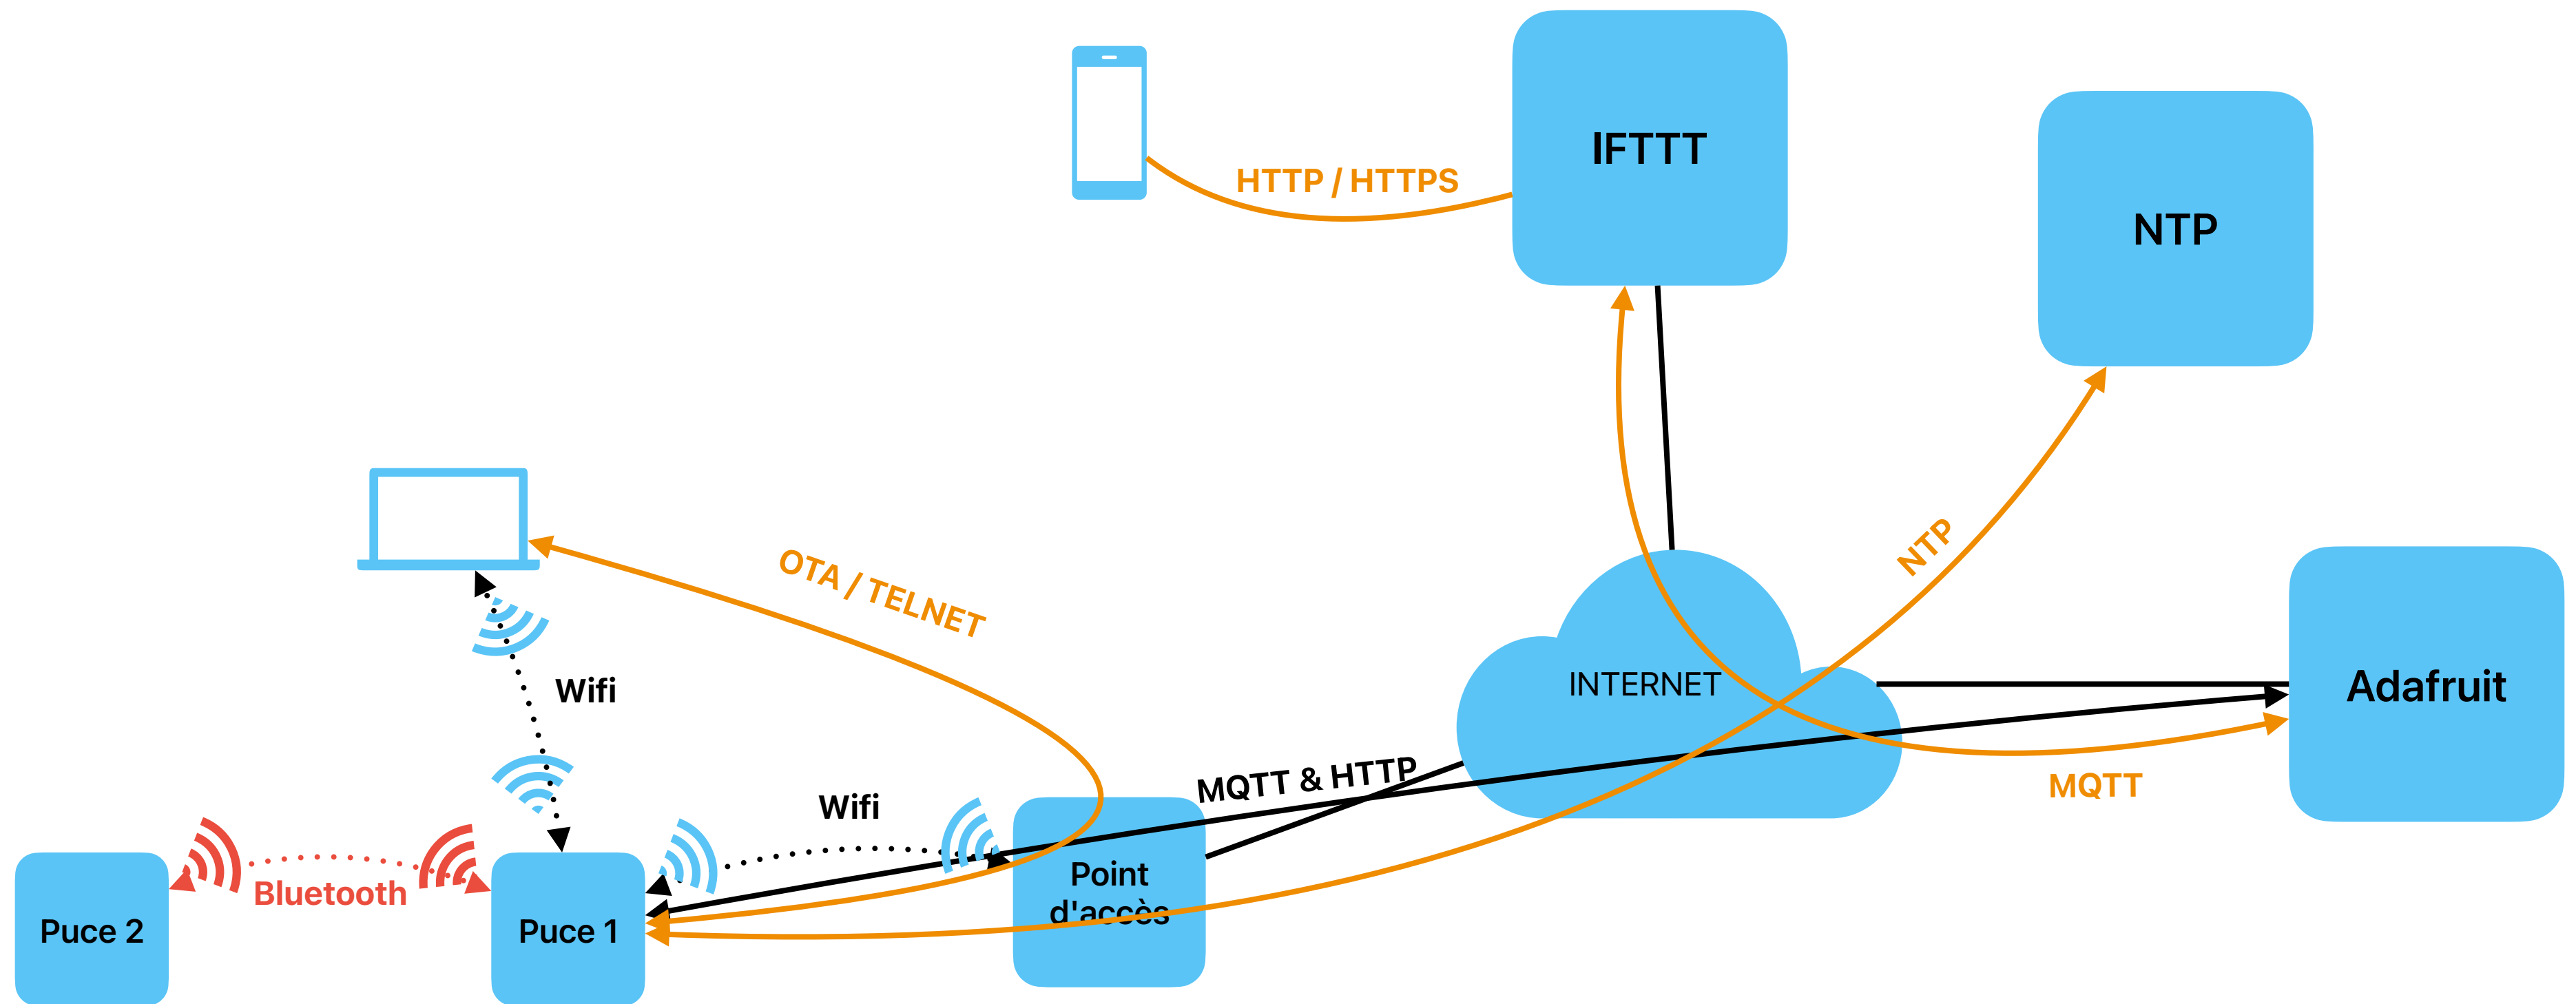 IFTTT
HTTP / HTTPS
NTP
NTP
OTA / TELNET
Wifi
INTERNET
Adafruit
MQTT & HTTP
MQTT
Wifi
Bluetooth
Point
d'accès
Puce 2
Puce 1